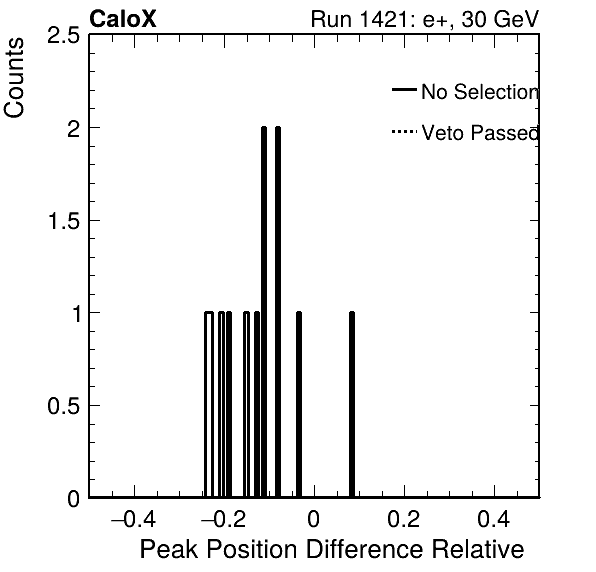 CaloX
Run 1421: e+, 30 GeV
Counts
2.5
2
1.5
1
0.5
0
No Selection
Veto Passed
−0.4
−0.2
0
0.2
0.4
Peak Position Difference Relative